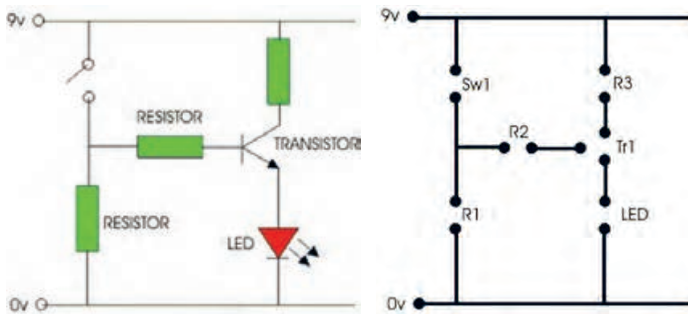 9v
RESISTOR
TRANSISTOR
RESISTOR
LED
0v
9v
Sw1
R3
R2
Tr1
R1
LED
0v